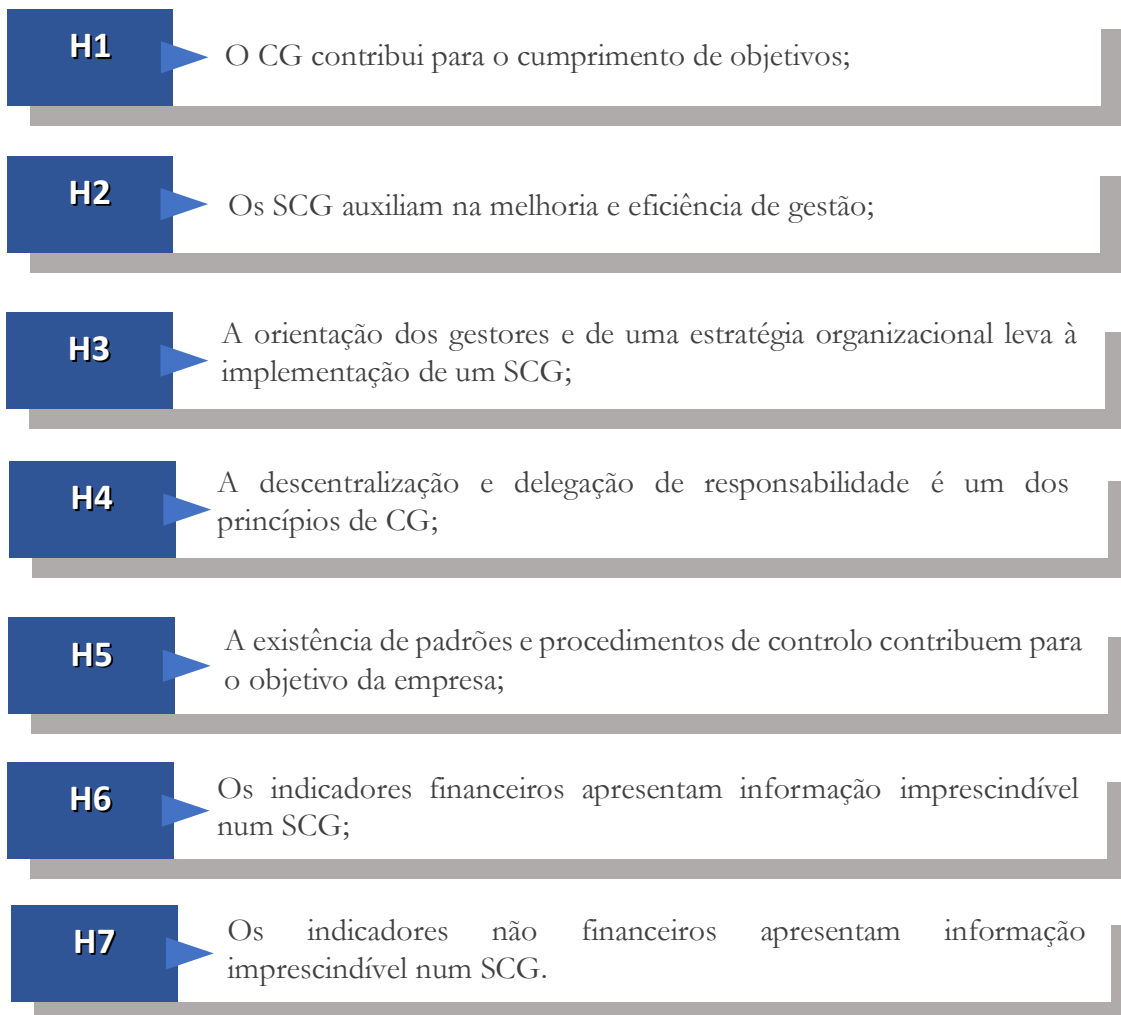 H1
O CG contribui para o cumprimento de objetivos;
H2
Os SCG auxiliam na melhoria e eficiência de gestão;
H3
A orientação dos gestores e de uma estratégia organizacional leva à
implementação de um SCG;
H4
A descentralização e delegação de responsabilidade é um dos
princípios de CG;
H5
A existência de padrões e procedimentos de controlo contribuem para
o objetivo da empresa;
H6
Os indicadores financeiros apresentam informação imprescindível
num SCG;
H7
Os indicadores não financeiros apresentam informação
imprescindível num SCG.